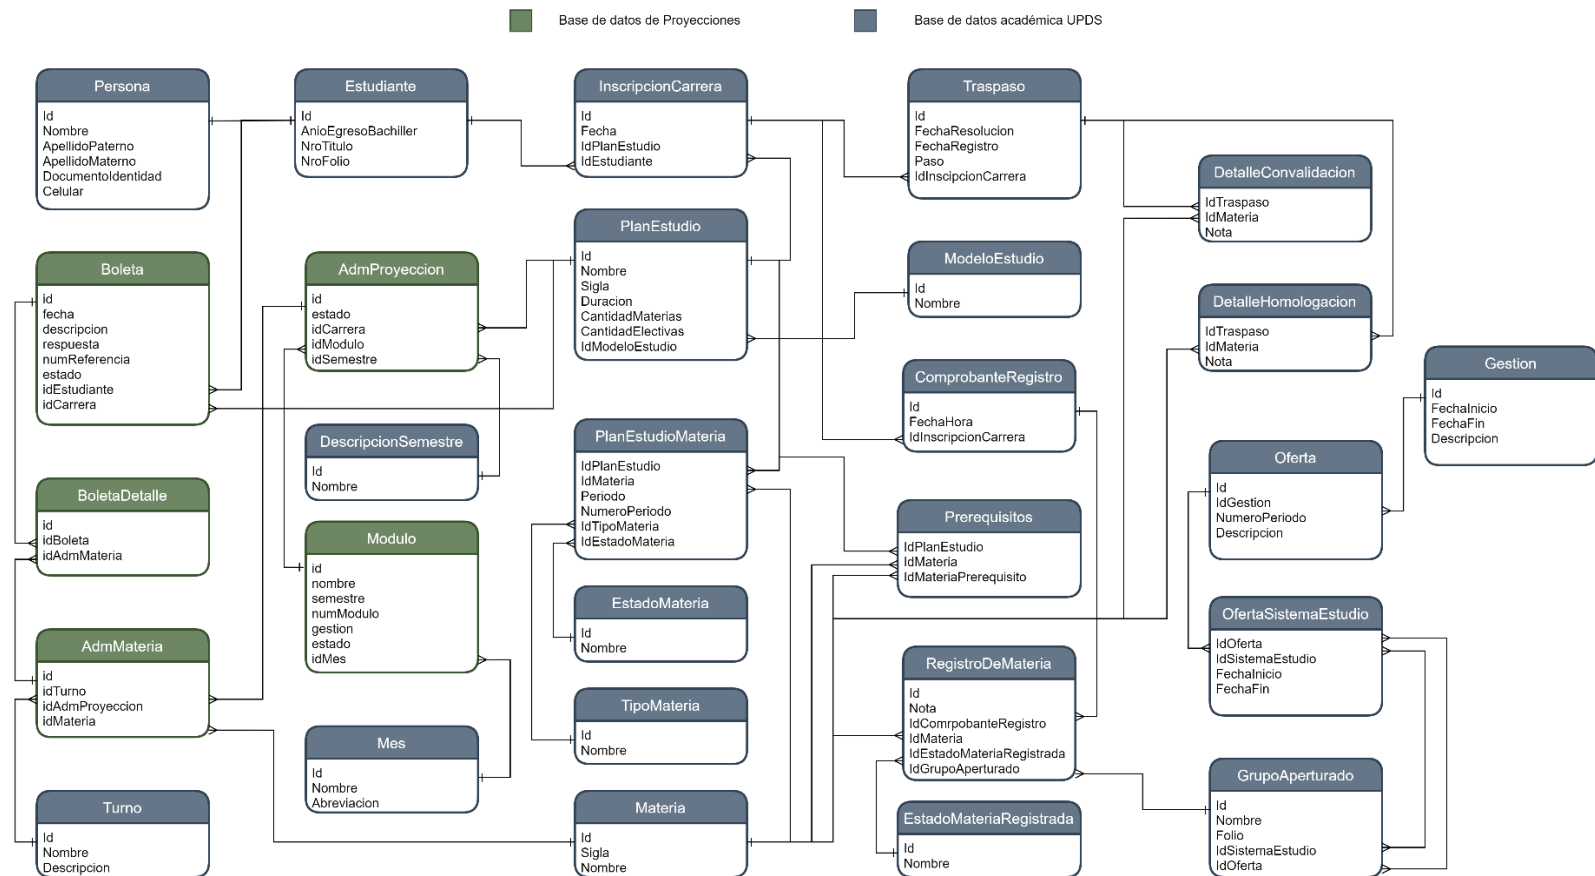 Base de datos de Proyecciones
Base de datos académica UPDS
Persona
Id
Nombre
ApellidoPaterno
ApellidoMaterno
DocumentoIdentidad
Celular
Estudiante
Id
AnioEgresoBachiller
NroTitulo
NroFolio
InscripcionCarrera
Id
Fecha
IdPlanEstudio
IdEstudiante
Traspaso
Id
FechaResolucion
FechaRegistro
Paso
IdInscipcionCarrera
DetalleConvalidacion
IdTraspaso
IdMateria
Nota
Boleta
id
fecha
descripcion
respuesta
numReferencia
estado
idEstudiante
idCarrera
AdmProyeccion
id
estado
idCarrera
idModulo
idSemestre
PlanEstudio
Id
Nombre
Sigla
Duracion
CantidadMaterias
CantidadElectivas
IdModeloEstudio
ModeloEstudio
Id
Nombre
DetalleHomologacion
IdTraspaso
IdMateria
Nota
Gestion
Id
FechaInicio
FechaFin
Descripcion
ComprobanteRegistro
Id
FechaHora
IdInscripcionCarrera
DescripcionSemestre
Id
Nombre
PlanEstudioMateria
IdPlanEstudio
IdMateria
Periodo
NumeroPeriodo
IdTipoMateria
IdEstadoMateria
Oferta
Id
IdGestion
NumeroPeriodo
Descripcion
BoletaDetalle
id
idBoleta
idAdmMateria
Modulo
id
nombre
semestre
numModulo
gestion
estado
idMes
Prerequisitos
IdPlanEstudio
IdMateria
IdMateriaPrerequisito
EstadoMateria
Id
Nombre
OfertaSistemaEstudio
IdOferta
IdSistemaEstudio
FechaInicio
FechaFin
AdmMateria
id
idTurno
idAdmProyeccion
idMateria
RegistroDeMateria
Id
Nota
IdComrpobanteRegistro
IdMateria
IdEstadoMateriaRegistrada
IdGrupoAperturado
TipoMateria
Id
Nombre
Mes
Id
Nombre
Abreviacion
GrupoAperturado
Id
Nombre
Folio
IdSistemaEstudio
IdOferta
Turno
Id
Nombre
Descripcion
Materia
Id
Sigla
Nombre
EstadoMateriaRegistrada
Id
Nombre